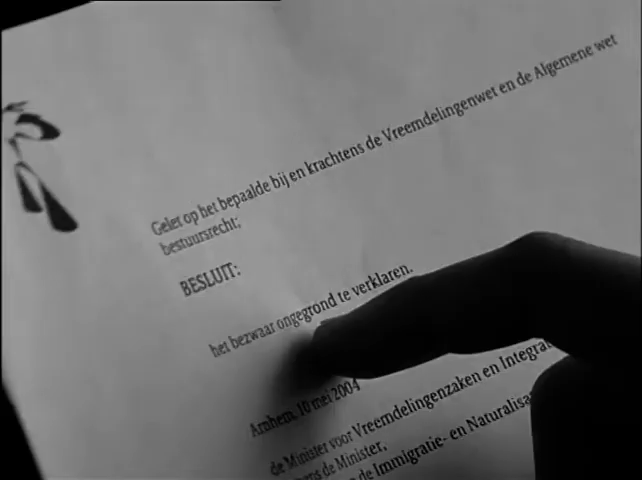 Gelet op het bepaalde bij en krachtens de Vreemdelingenwet en de Algemene wet
bestuursrecht;
BESLUIT:
het bezwaar ongegrond te verklaren.
Arnhem, 10 mei 2004
de Minister voor Vreemdelingenzaken en Integra
de Minister,
de Immigratie- en Naturalisa